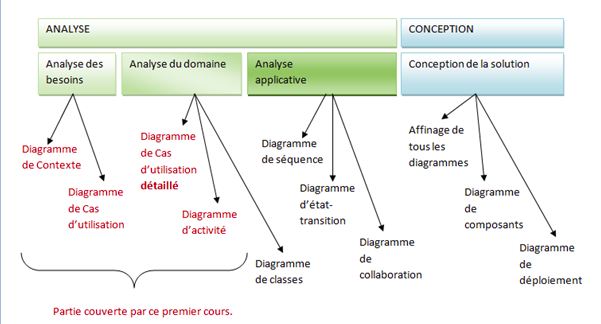 ANALYSE
CONCEPTION
Analyse des
besoins
Analyse du domaine
Analyse
applicative
Conception de la solution
Diagramme
de Contexte
Diagramme
de Cas
d’utilisation
Diagramme
de Cas
d’utilisation
détaillé
Diagramme
d’activité
Diagramme
de classes
Diagramme
de séquence
Diagramme
d’état-
transition
Diagramme
de
collaboration
Affinage de
tous les
diagrammes
Diagramme
de
composants
Diagramme
de
déploiement
Partie couverte par ce premier cours.